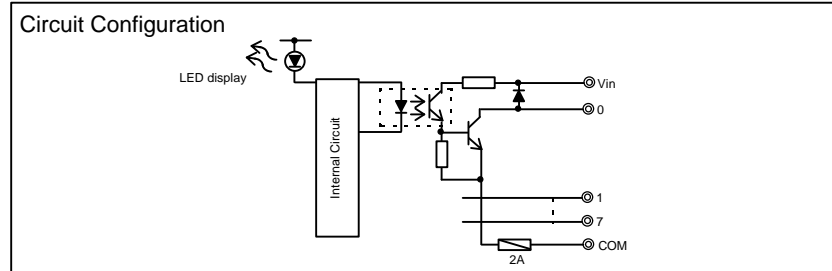 Circuit Configuration
LED display
Internal Circuit
Vin
0
1
7
COM
2A